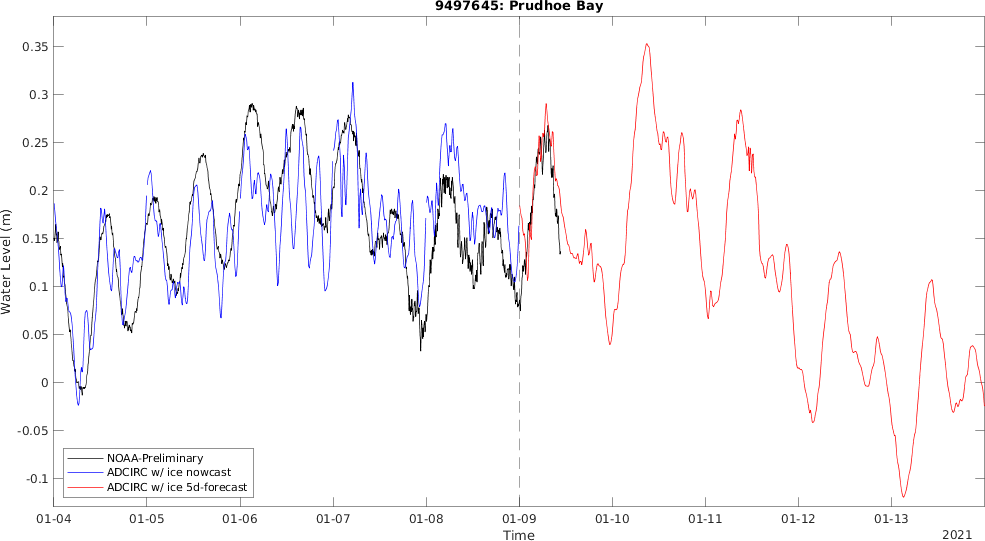 9497645: Prudhoe Bay
Water Level (m)
0.35
0.3
0.25
0.2
0.15
0.1
0.05
0
-0.05
-0.1
NOAA-Preliminary
ADCIRC w/ ice nowcast
ADCIRC w/ ice 5d-forecast
01-04 01-05 01-06 01-07 01-08 01-09 01-10 01-11 01-12 01-13
Time
2021